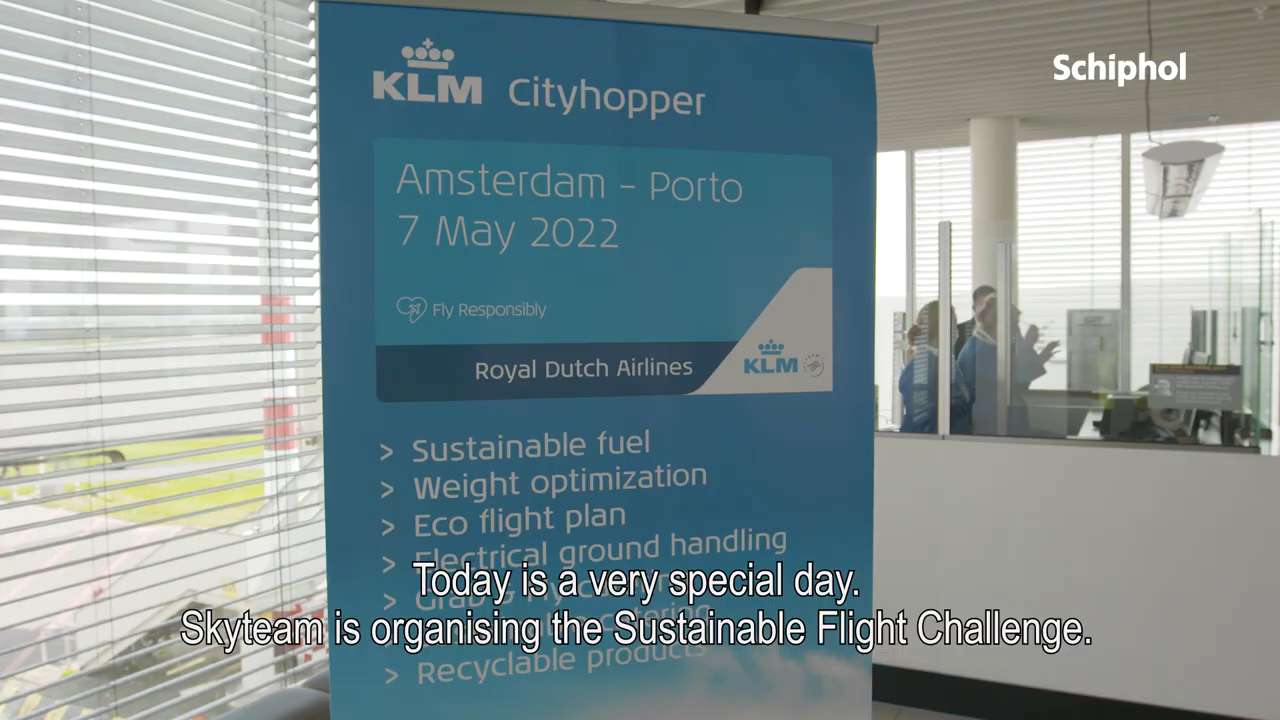 Schiphol
KLM Cityhopper
Amsterdam – Porto
7 May 2022
Fly Responsibly
Royal Dutch Airlines
KLM
> Sustainable fuel
> Weight optimization
> Eco flight plan
> Electrical ground handling
> Recyclable products
Today is a very special day.
Skyteam is organising the Sustainable Flight Challenge.